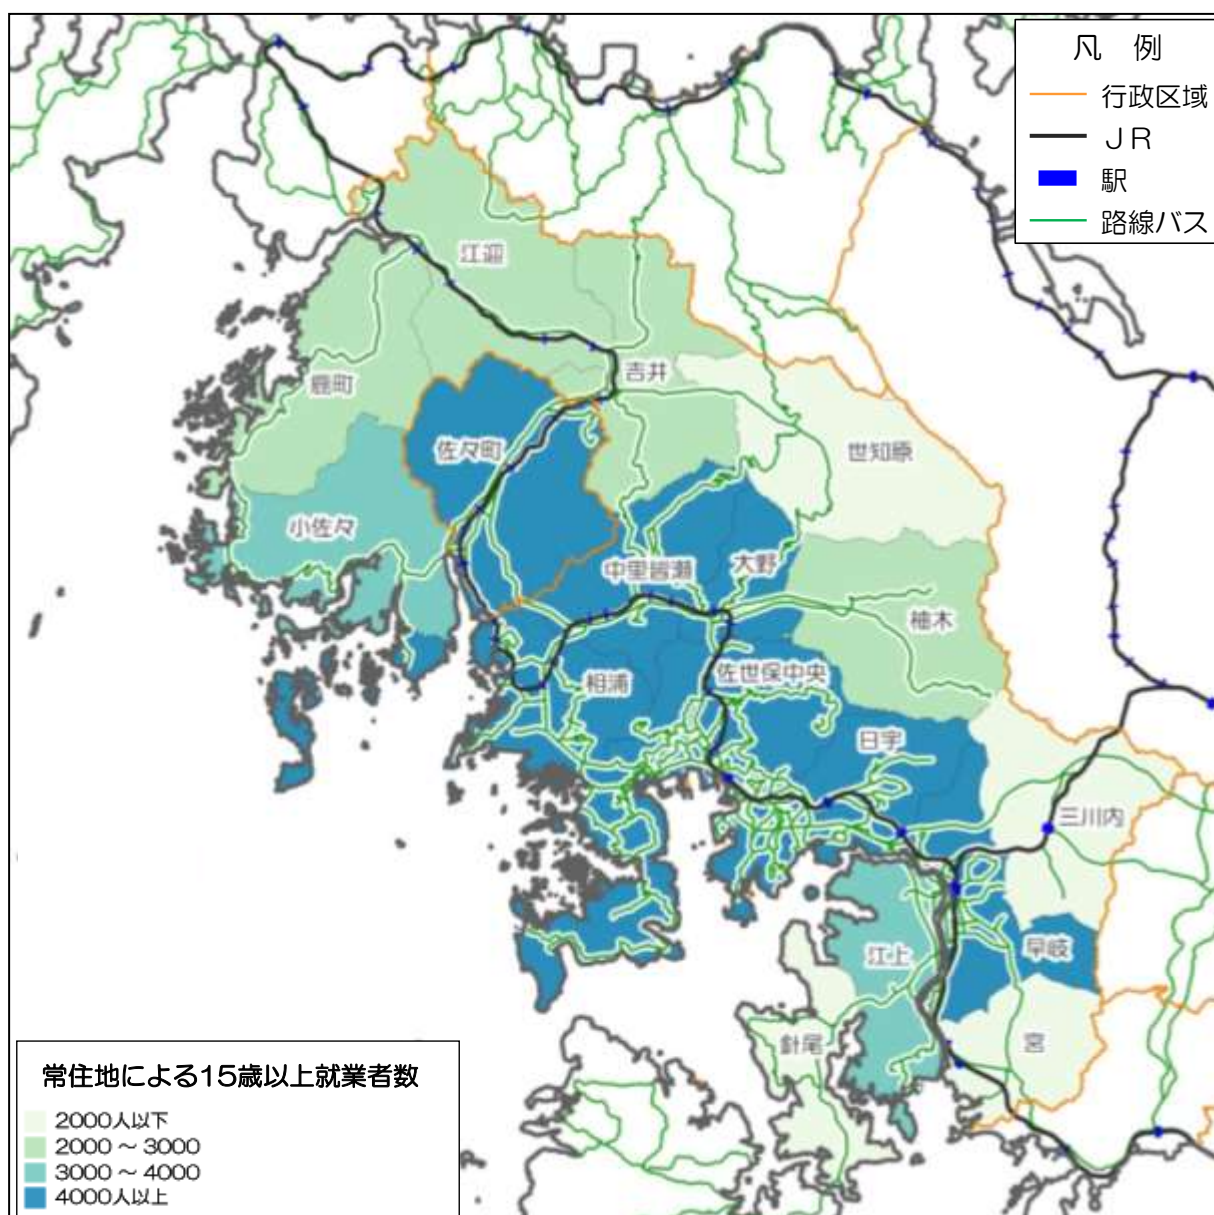 凡 例
行政区域
JR
駅
路線バス
江迎
鹿町
吉井
佐々町
世知原
小佐々
中里皆瀬
大野
柚木
相浦
佐世保中央
日宇
三川内
江上
早岐
針尾
宮
常住地による15歳以上就業者数
2000人以下
2000 ～ 3000
3000 ～ 4000
4000人以上